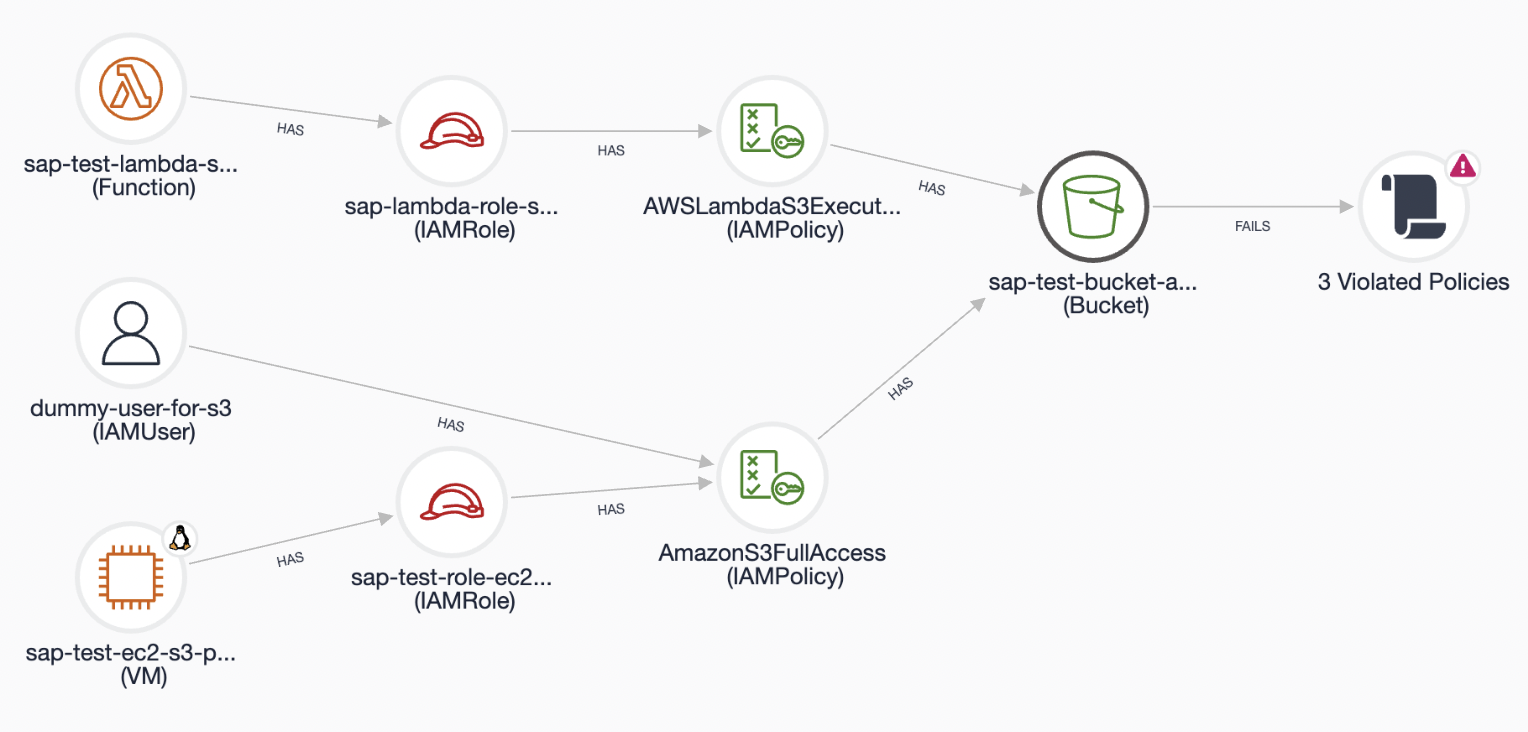 HAS
sap-test-lambda-s...
(Function)
HAS
sap-lambda-role-s...
(IAMRole)
AWSLambdaS3Execut...
(IAMPolicy)
HAS
FAILS
sap-test-bucket-a...
(Bucket)
3 Violated Policies
dummy-user-for-s3
(IAMUser)
HAS
HAS
HAS
HAS
sap-test-role-ec2...
(IAMRole)
AmazonS3FullAccess
(IAMPolicy)
sap-test-ec2-s3-p...
(VM)